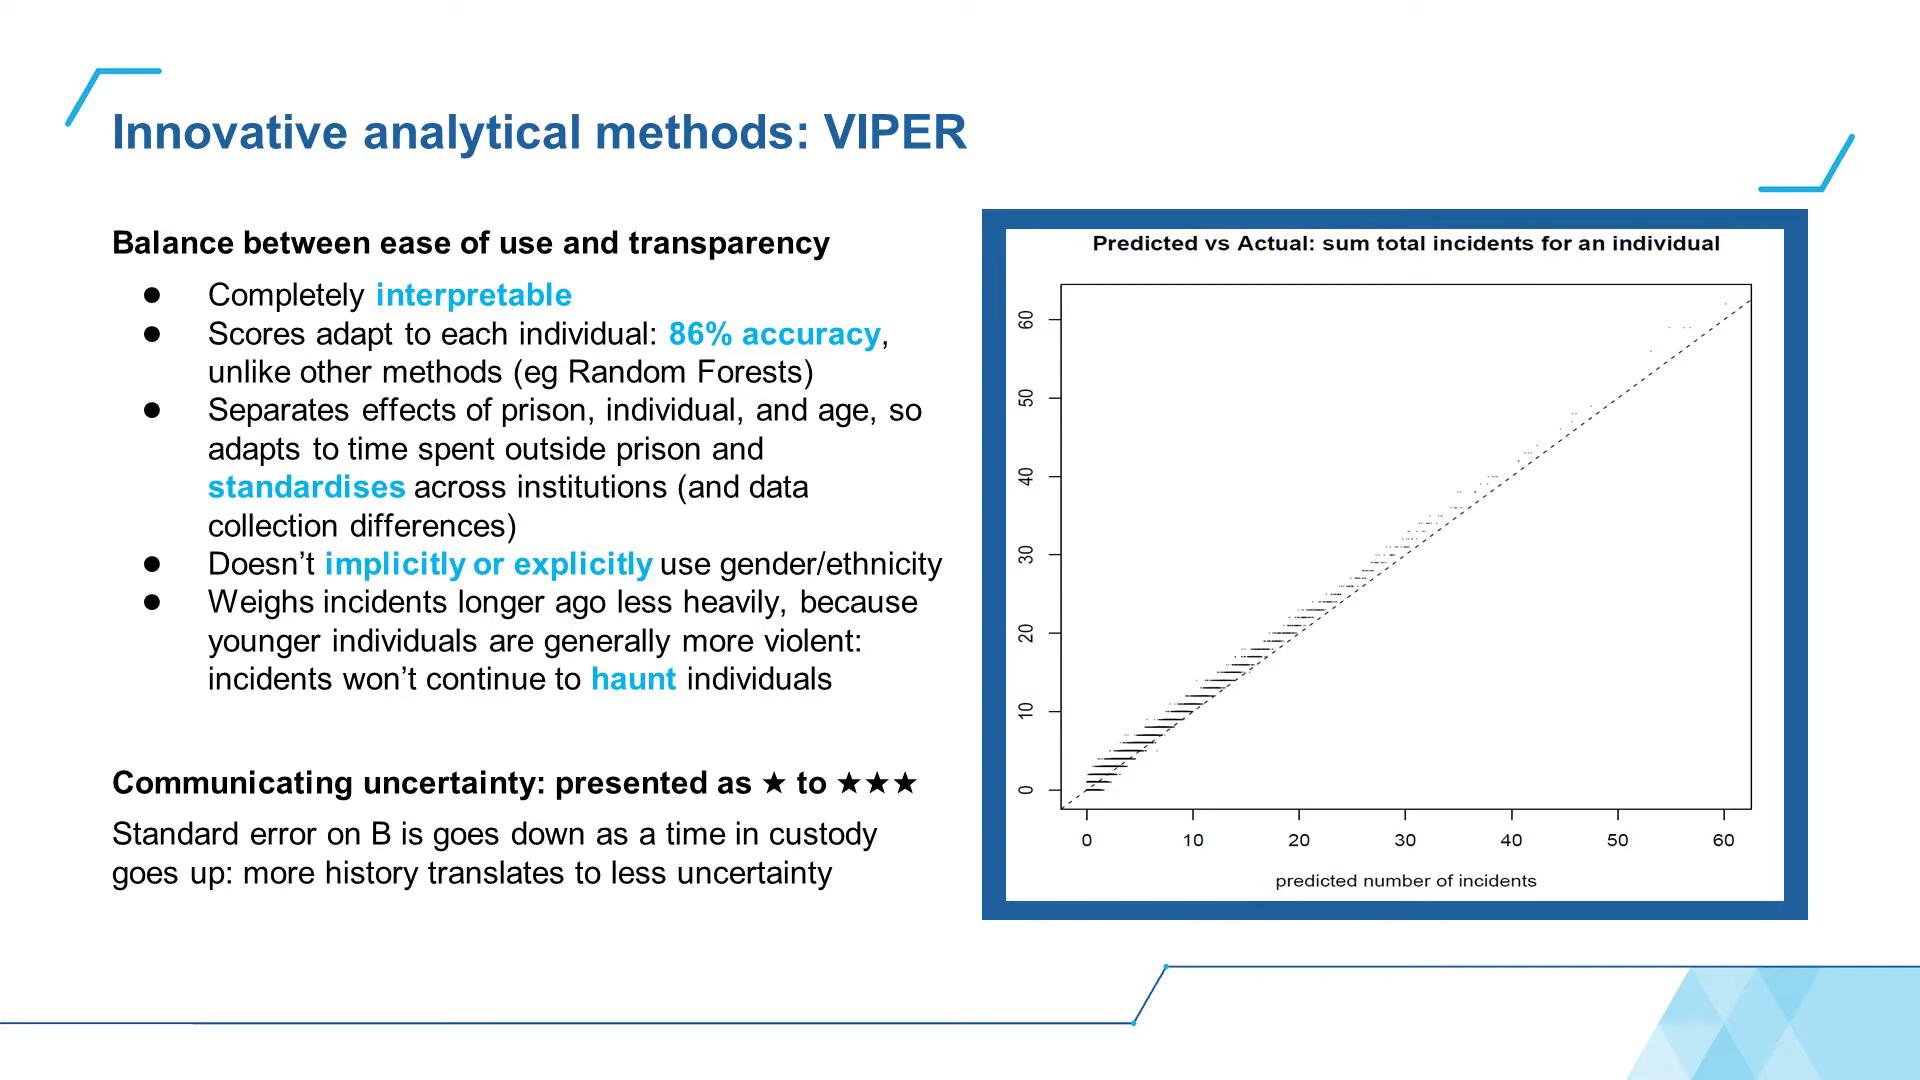 Innovative analytical methods: VIPER
Balance between ease of use and transparency
● Completely interpretable
● Scores adapt to each individual: 86% accuracy,
unlike other methods (eg Random Forests)
● Separates effects of prison, individual, and age, so
adapts to time spent outside prison and
standardises across institutions (and data
collection differences)
● Doesn’t implicitly or explicitly use gender/ethnicity
● Weighs incidents longer ago less heavily, because
younger individuals are generally more violent:
incidents won’t continue to haunt individuals
Communicating uncertainty: presented as ★ to ★★★
Standard error on B is goes down as a time in custody
goes up: more history translates to less uncertainty
Predicted vs Actual: sum total incidents for an individual
60
50
40
30
20
10
0
0 10 20 30 40 50 60
predicted number of incidents